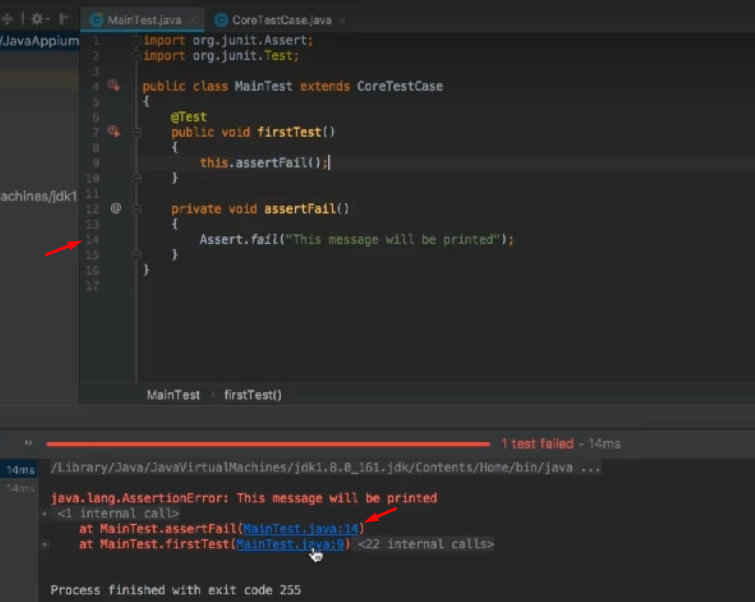 MainTest.java
CoreTestCase.java
/JavaAppium
1 import org.junit.Assert;
2 import org.junit.Test;
3
4 public class MainTest extends CoreTestCase
5 {
6 @Test
7 public void firstTest()
8 {
9 this.assertFail();
10 }
achines/jdk1.
11
12 @ private void assertFail()
13 {
14 Assert.fail("This message will be printed");
15 }
16 }
17
MainTest › firstTest()
» 1 test failed – 14ms
14ms /Library/Java/JavaVirtualMachines/jdk1.8.0_161.jdk/Contents/Home/bin/java ...
14ms
java.lang.AssertionError: This message will be printed
+ <1 internal call>
at MainTest.assertFail(MainTest.java:14)
+ at MainTest.firstTest(MainTest.java:9) <22 internal calls>
Process finished with exit code 255